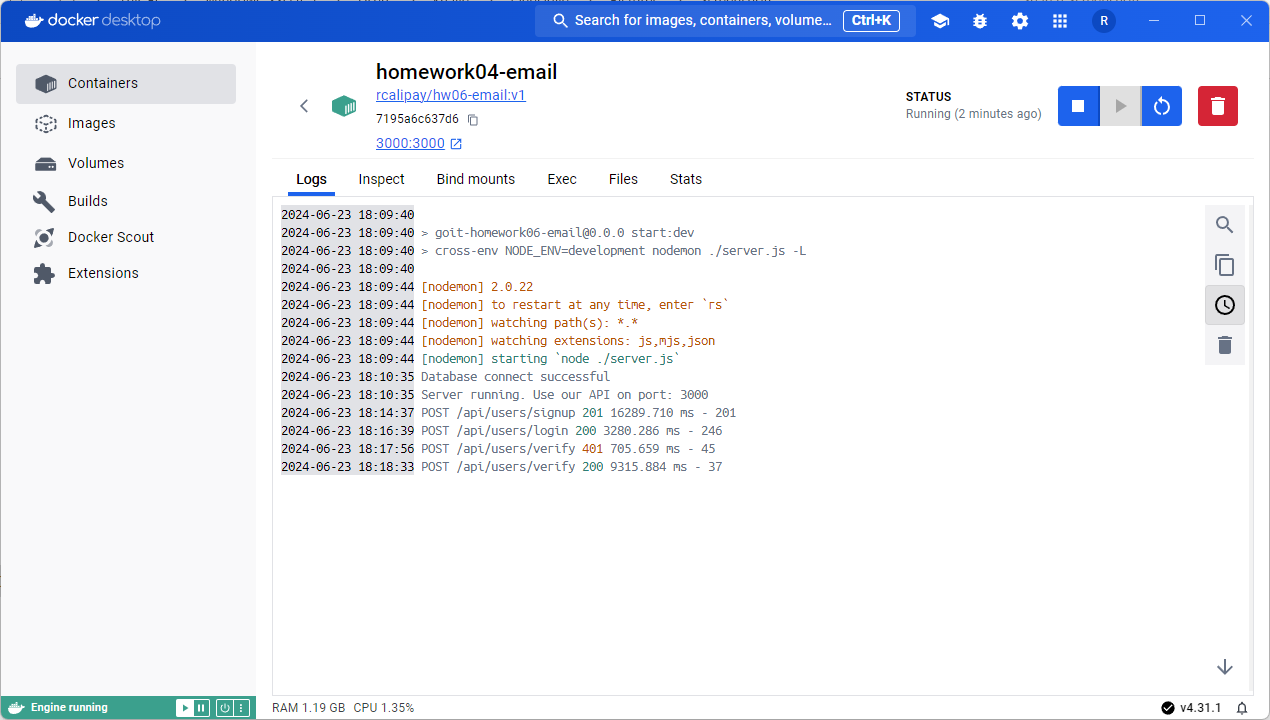 docker desktop
Search for images, containers, volume... Ctrl+K
R
Containers
Images
Volumes
Builds
Docker Scout
Extensions
homework04-email
rcalipay/hw06-email:v1
7195a6c637d6
3000:3000
STATUS
Running (2 minutes ago)
Logs Inspect Bind mounts Exec Files Stats
2024-06-23 18:09:40
2024-06-23 18:09:40 > goit-homework06-email@0.0.0 start:dev
2024-06-23 18:09:40 > cross-env NODE_ENV=development nodemon ./server.js -L
2024-06-23 18:09:40
2024-06-23 18:09:44 [nodemon] 2.0.22
2024-06-23 18:09:44 [nodemon] to restart at any time, enter `rs`
2024-06-23 18:09:44 [nodemon] watching path(s): *.*
2024-06-23 18:09:44 [nodemon] watching extensions: js,mjs,json
2024-06-23 18:09:44 [nodemon] starting `node ./server.js`
2024-06-23 18:10:35 Database connect successful
2024-06-23 18:10:35 Server running. Use our API on port: 3000
2024-06-23 18:14:37 POST /api/users/signup 201 16289.710 ms - 201
2024-06-23 18:16:39 POST /api/users/login 200 3280.286 ms - 246
2024-06-23 18:17:56 POST /api/users/verify 401 705.659 ms - 45
2024-06-23 18:18:33 POST /api/users/verify 200 9315.884 ms - 37
Engine running
RAM 1.19 GB CPU 1.35%
v4.31.1